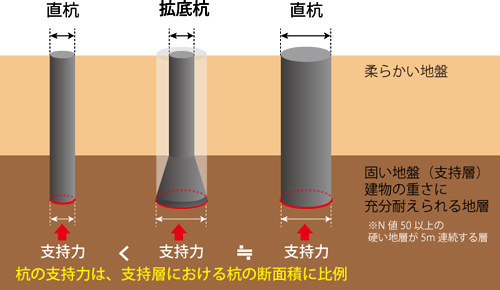 直杭 拡底杭 直杭
柔らかい地盤
固い地盤（支持層）
建物の重さに
充分耐えられる地層
※N 値 50 以上の
硬い地層が 5m 連続する層
支持力 < 支持力 ≒ 支持力
杭の支持力は、支持層における杭の断面積に比例